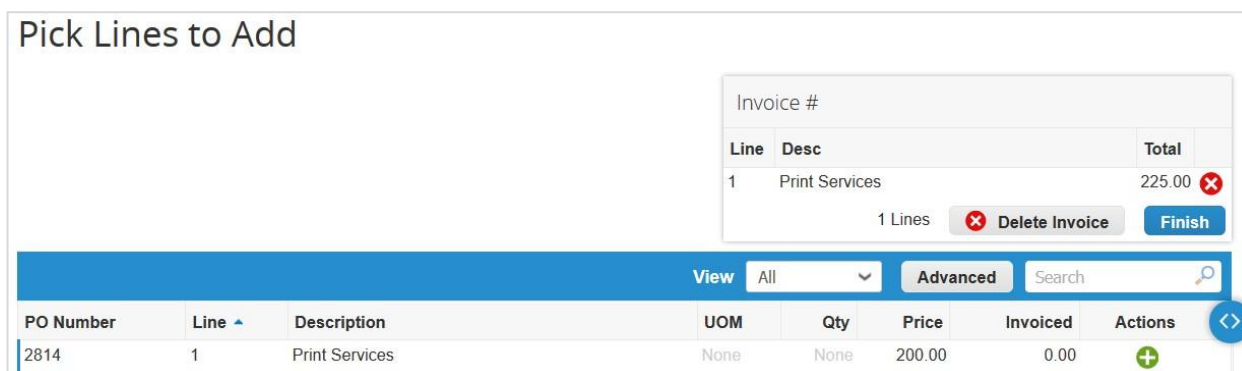 Pick Lines to Add
Invoice #
Line Desc Total
1 Print Services 225.00
1 Lines Delete Invoice Finish
View All Advanced Search
PO Number Line Description UOM Qty Price Invoiced Actions
2814 1 Print Services None None 200.00 0.00